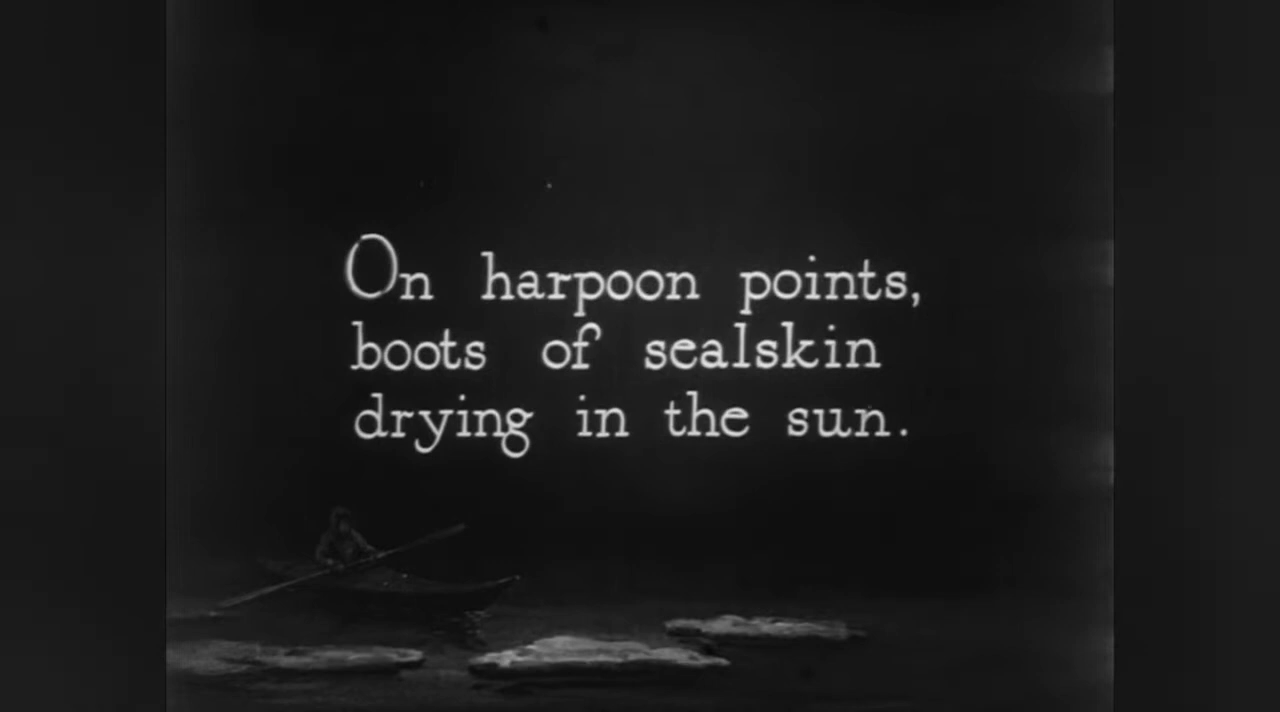 On harpoon points,
boots of sealskin
drying in the sun.